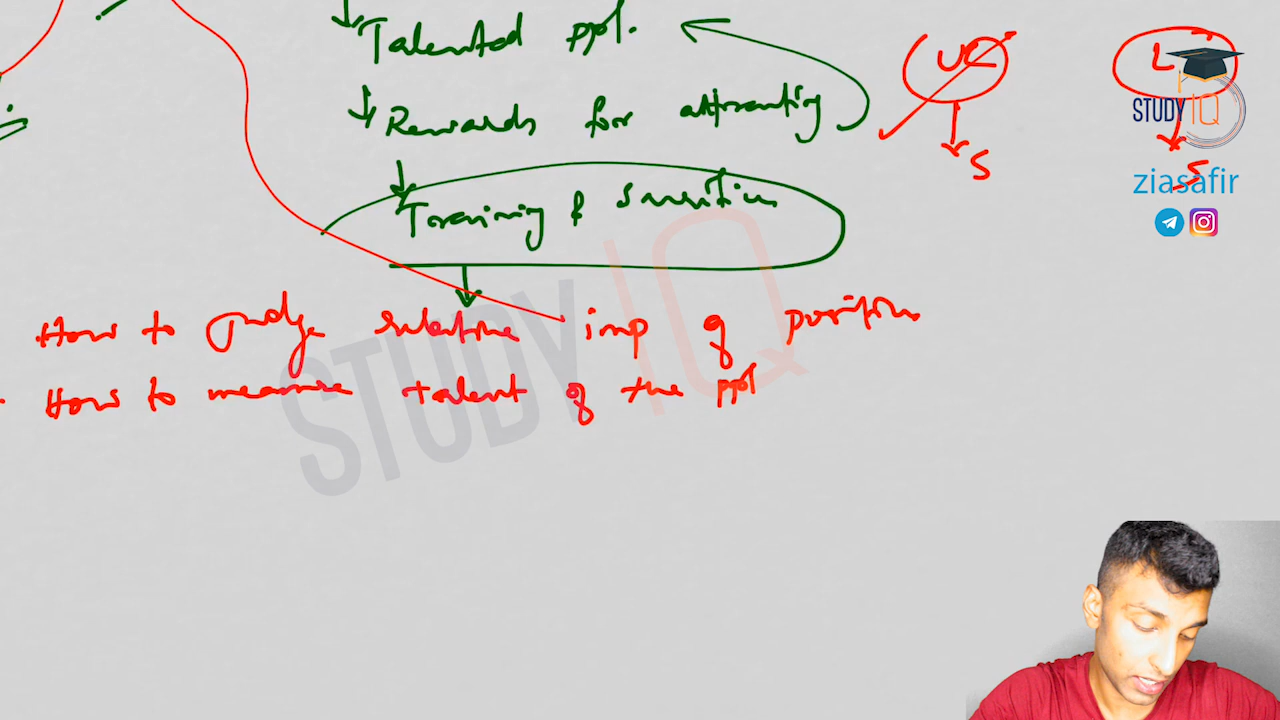 Talented ppl.
Rewards for attracting
Training & Sacrifice
How to judge relative imp of position
How to measure talent of the ppl
UC
S
L
S
STUDY IQ
ziasafir
STUDY IQ